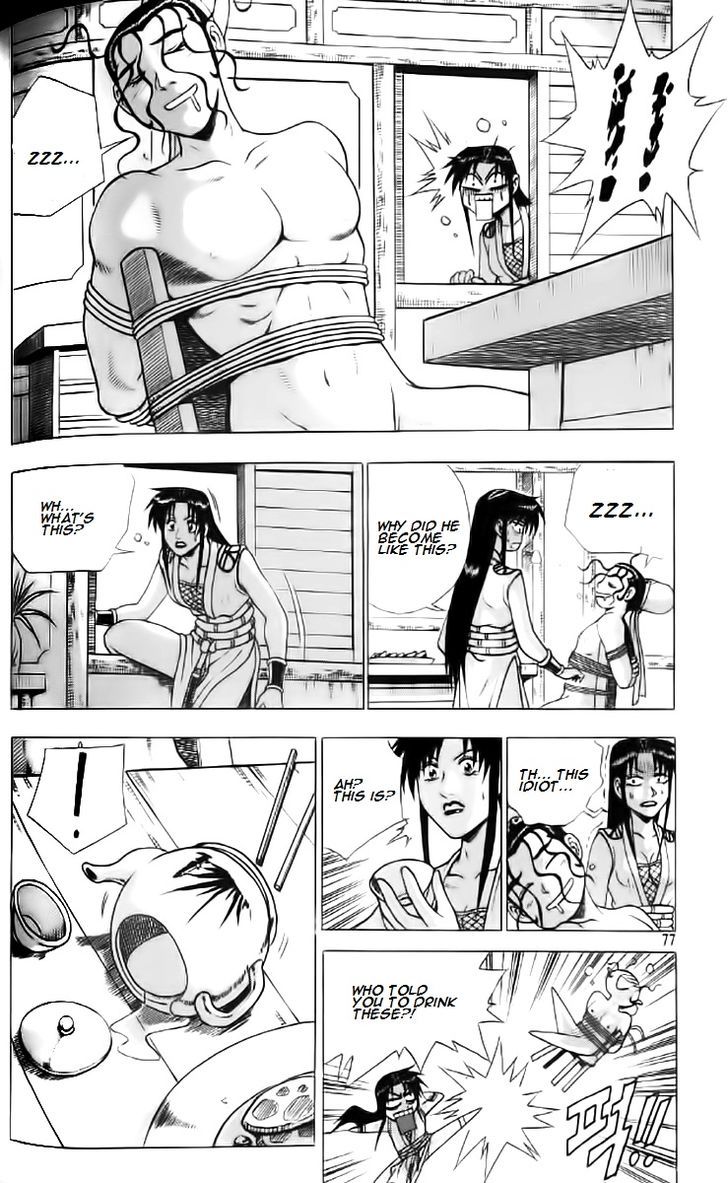 !!
ZZZ...
WH...
WHAT'S
THIS?
WHY DID HE
BECOME
LIKE THIS?
ZZZ...
!
AH?
THIS IS?
TH... THIS
IDIOT...
77
WHO TOLD
YOU TO DRINK
THESE?!
퍽!!